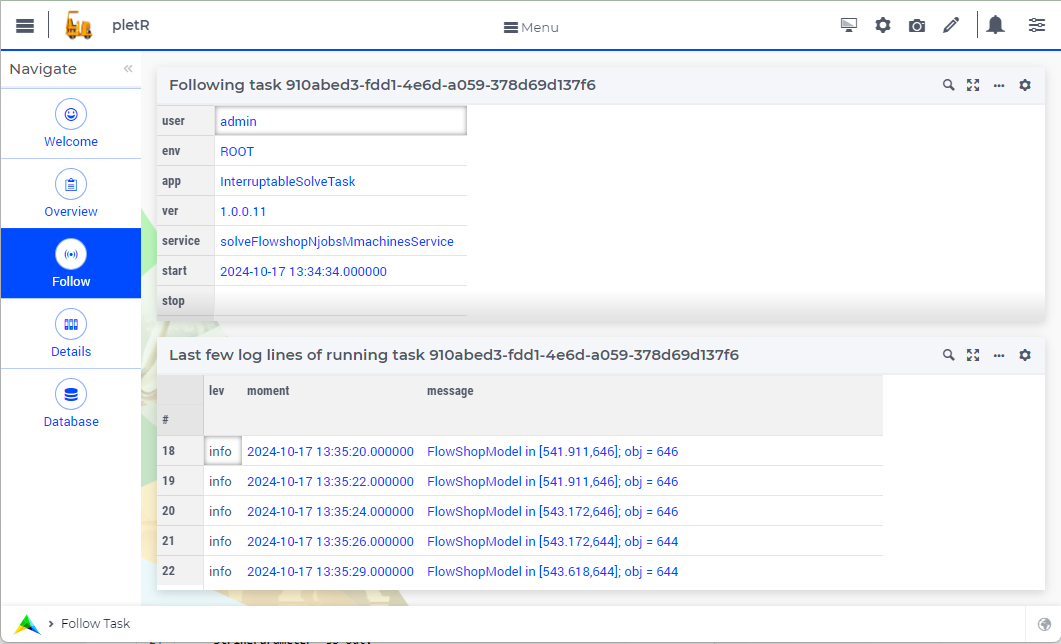 pletR
Menu
Navigate «
Welcome
Overview
Follow
Details
Database
Following task 910abed3-fdd1-4e6d-a059-378d69d137f6
user admin
env ROOT
app InterruptableSolveTask
ver 1.0.0.11
service solveFlowshopNjobsMmachinesService
start 2024-10-17 13:34:34.000000
stop
Last few log lines of running task 910abed3-fdd1-4e6d-a059-378d69d137f6
lev moment message
#
18 info 2024-10-17 13:35:20.000000 FlowShopModel in [541.911,646]; obj = 646
19 info 2024-10-17 13:35:22.000000 FlowShopModel in [541.911,646]; obj = 646
20 info 2024-10-17 13:35:24.000000 FlowShopModel in [543.172,646]; obj = 646
21 info 2024-10-17 13:35:26.000000 FlowShopModel in [543.172,644]; obj = 644
22 info 2024-10-17 13:35:29.000000 FlowShopModel in [543.618,644]; obj = 644
› Follow Task